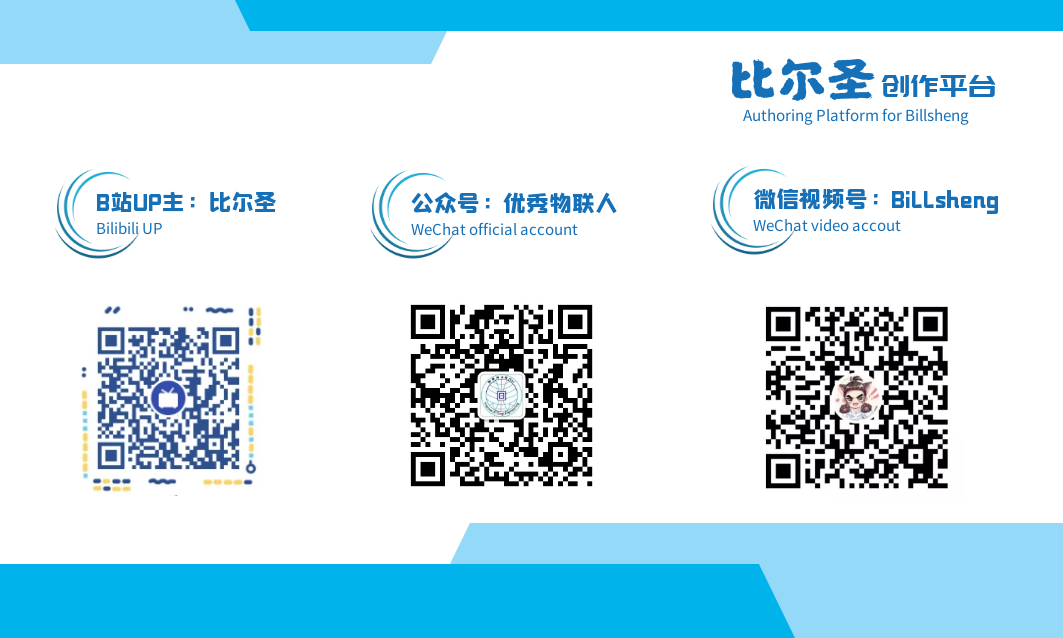 比尔圣 创作平台
Authoring Platform for Billsheng
B站UP主：比尔圣
Bilibili UP
公众号：优秀物联人
WeChat official account
微信视频号：BiLLsheng
WeChat video accout